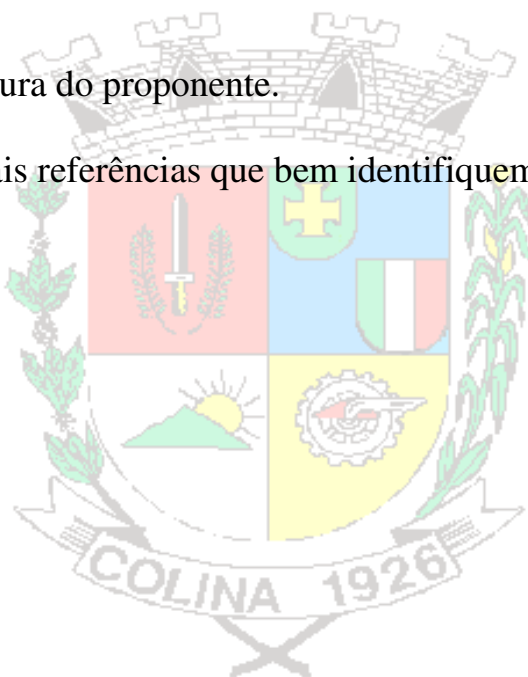 ura do proponente.
is referências que bem identifiquem
COLINA 1926